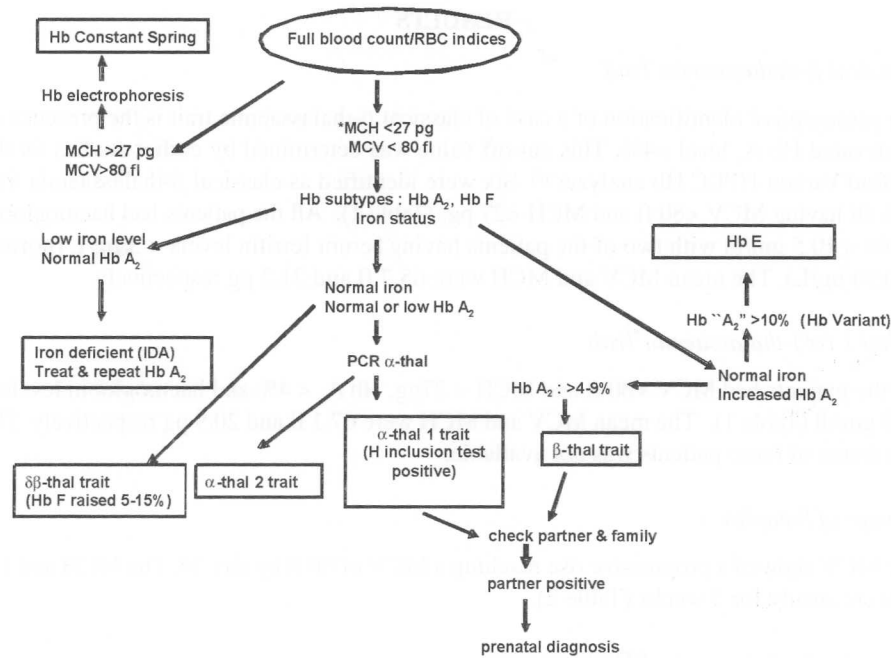 Hb Constant Spring
Full blood count/RBC indices
Hb electrophoresis
*MCH <27 pg
MCV < 80 fl
MCH >27 pg
MCV>80 fl
Hb subtypes : Hb A₂, Hb F
Iron status
Low iron level
Normal Hb A₂
Hb E
Normal iron
Normal or low Hb A₂
Hb ``A₂” >10% (Hb Variant)
Iron deficient (IDA)
Treat & repeat Hb A₂
PCR α-thal
Normal iron
Increased Hb A₂
Hb A₂ : >4-9%
α-thal 1 trait
(H inclusion test
positive)
β-thal trait
δβ-thal trait
(Hb F raised 5-15%)
α-thal 2 trait
check partner & family
partner positive
prenatal diagnosis